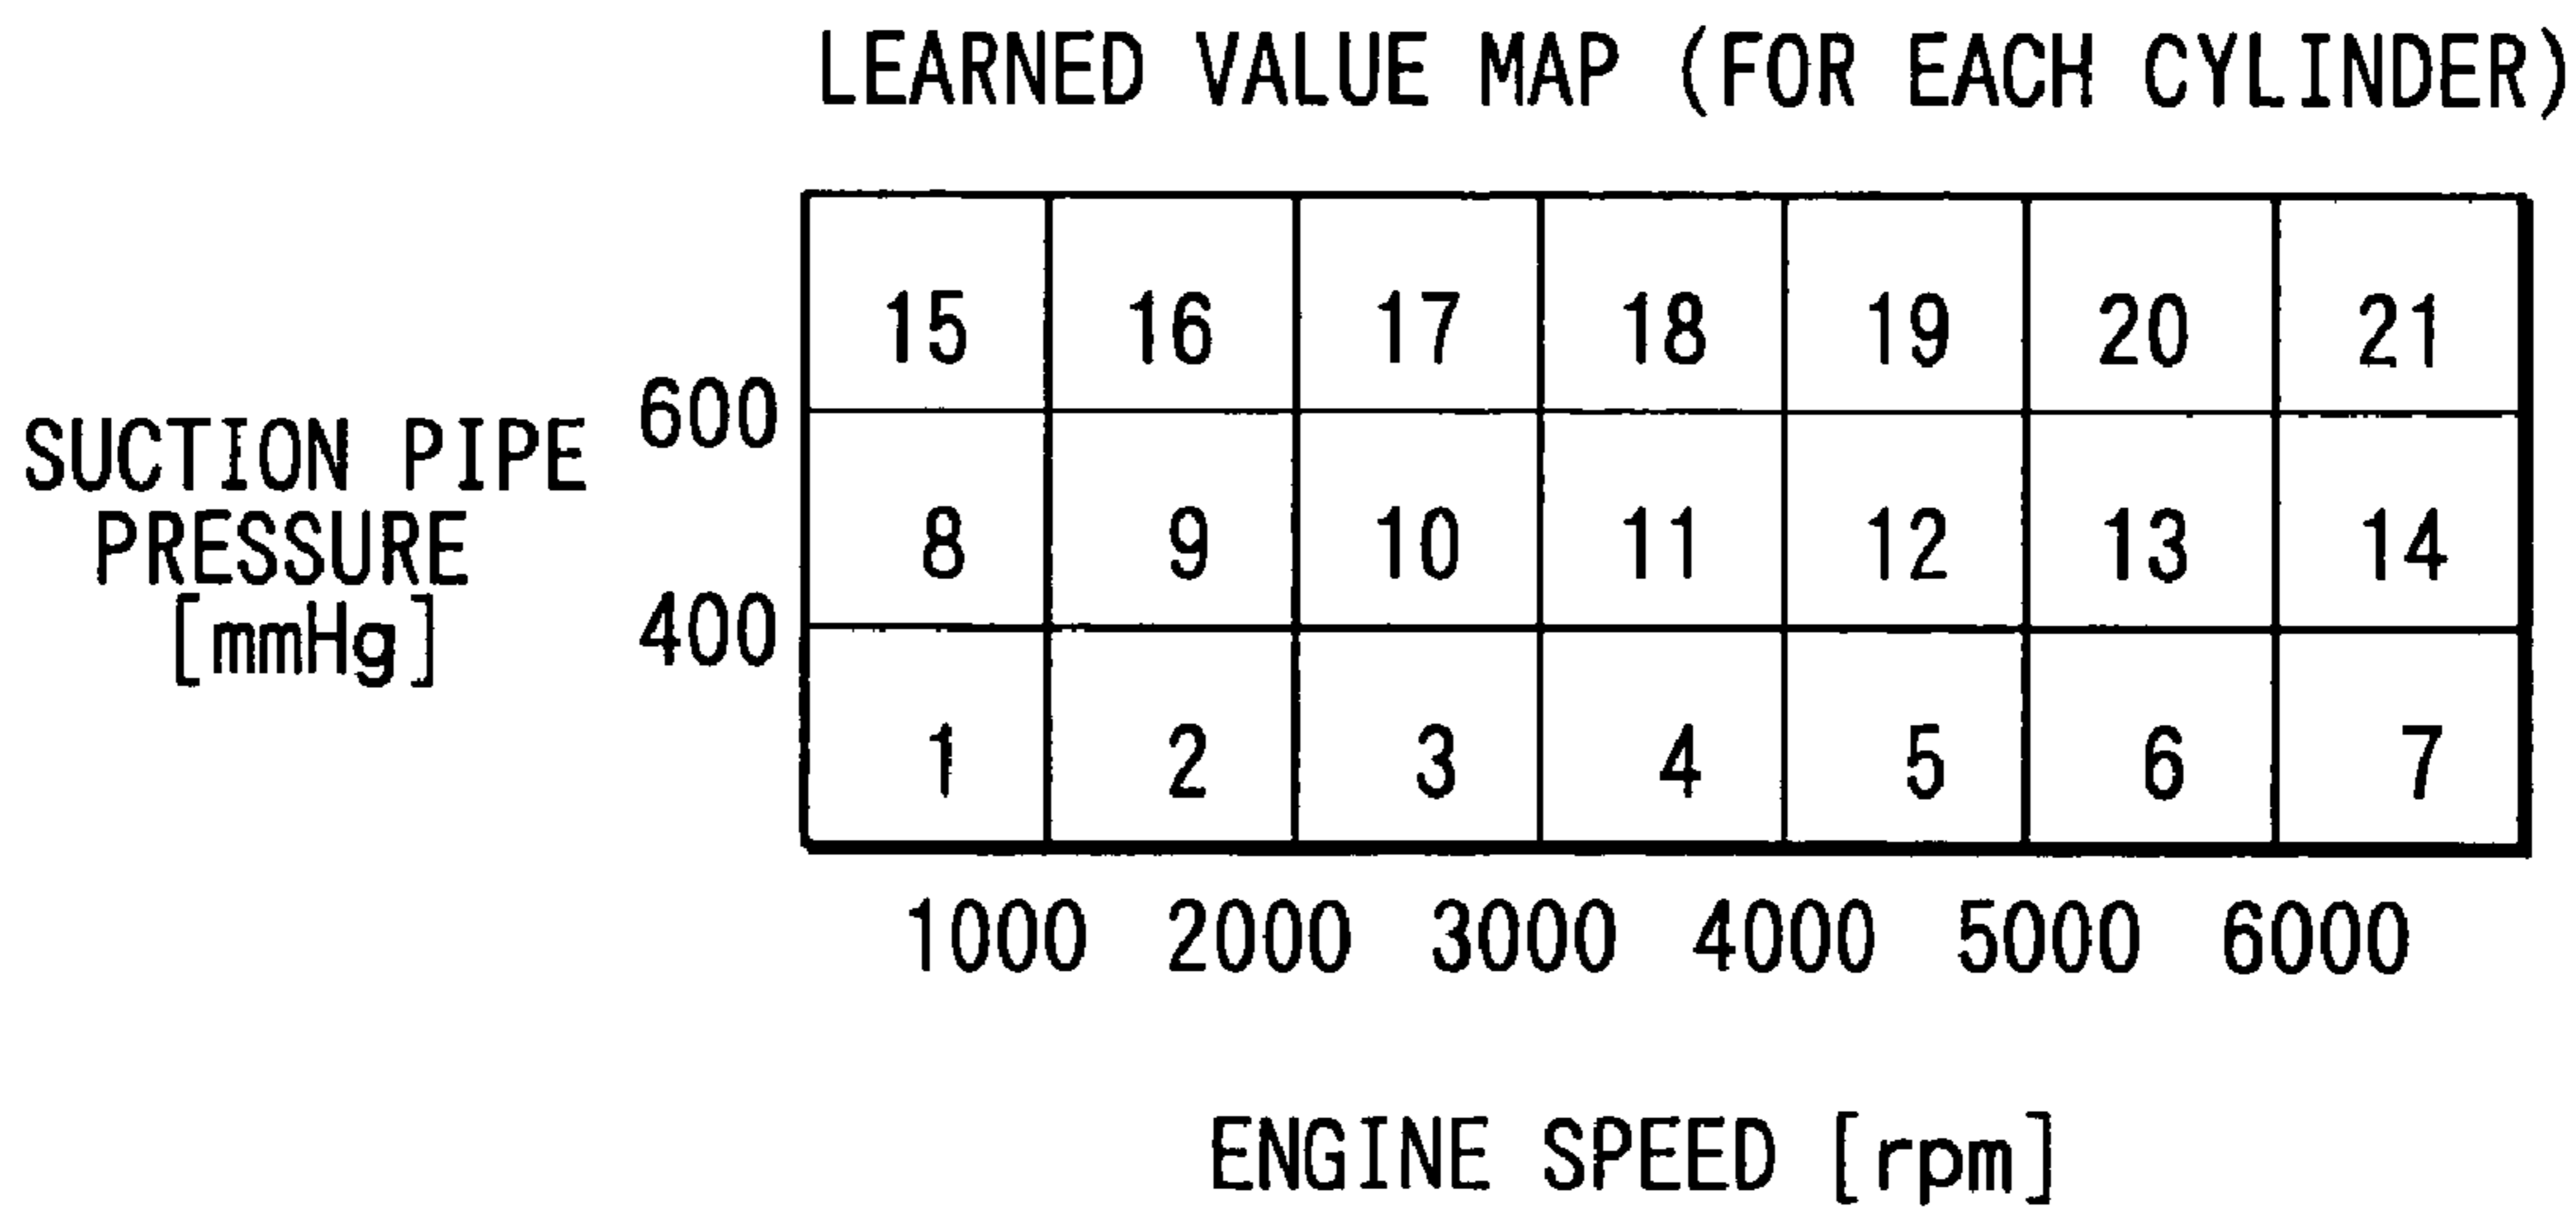 LEARNED VALUE MAP (FOR EACH CYLINDER)
15 16 17 18 19 20 21
600
SUCTION PIPE
PRESSURE
[mmHg]
8 9 10 11 12 13 14
400
1 2 3 4 5 6 7
1000 2000 3000 4000 5000 6000
ENGINE SPEED [rpm]